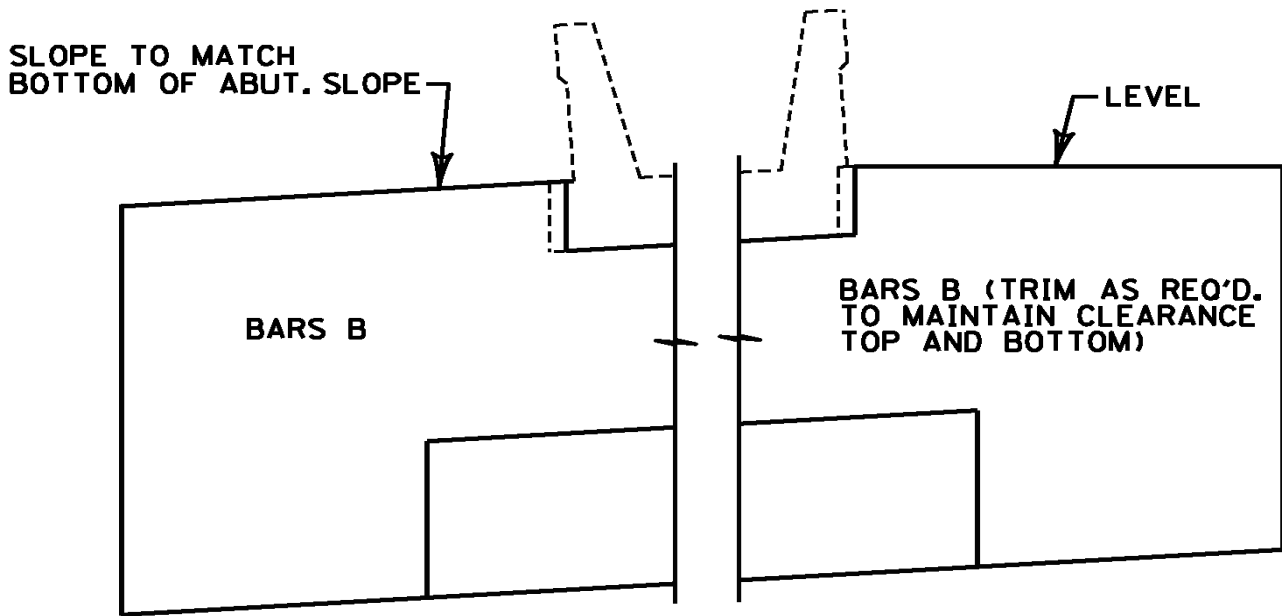 SLOPE TO MATCH
BOTTOM OF ABUT. SLOPE
LEVEL
BARS B
BARS B (TRIM AS REQ'D.
TO MAINTAIN CLEARANCE
TOP AND BOTTOM)